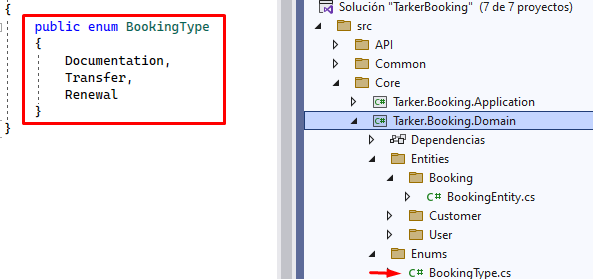 {
public enum BookingType
{
Documentation,
Transfer,
Renewal
}
}
Solución "TarkerBooking" (7 de 7 proyectos)
src
API
Common
Core
C# Tarker.Booking.Application
C# Tarker.Booking.Domain
Dependencias
Entities
Booking
C# BookingEntity.cs
Customer
User
Enums
C# BookingType.cs